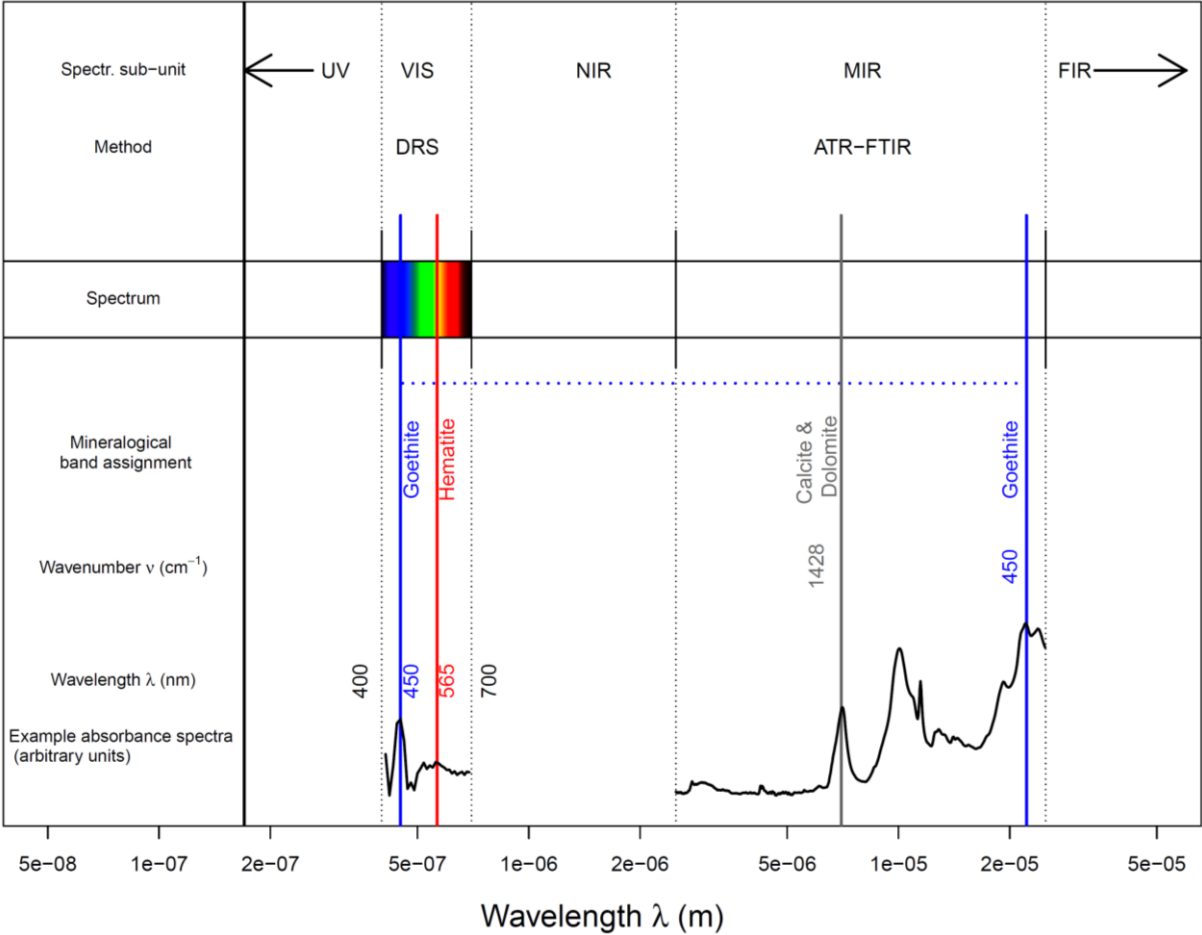 Spectr. sub−unit
UV
VIS
NIR
MIR
FIR
Method
DRS
ATR−FTIR
Spectrum
Mineralogical
band assignment
Goethite
Hematite
Calcite &
Dolomite
Goethite
Wavenumber ν (cm−1)
1428
450
Wavelength λ (nm)
400
450
565
700
Example absorbance spectra
(arbitrary units)
5e−08
1e−07
2e−07
5e−07
1e−06
2e−06
5e−06
1e−05
2e−05
5e−05
Wavelength λ (m)